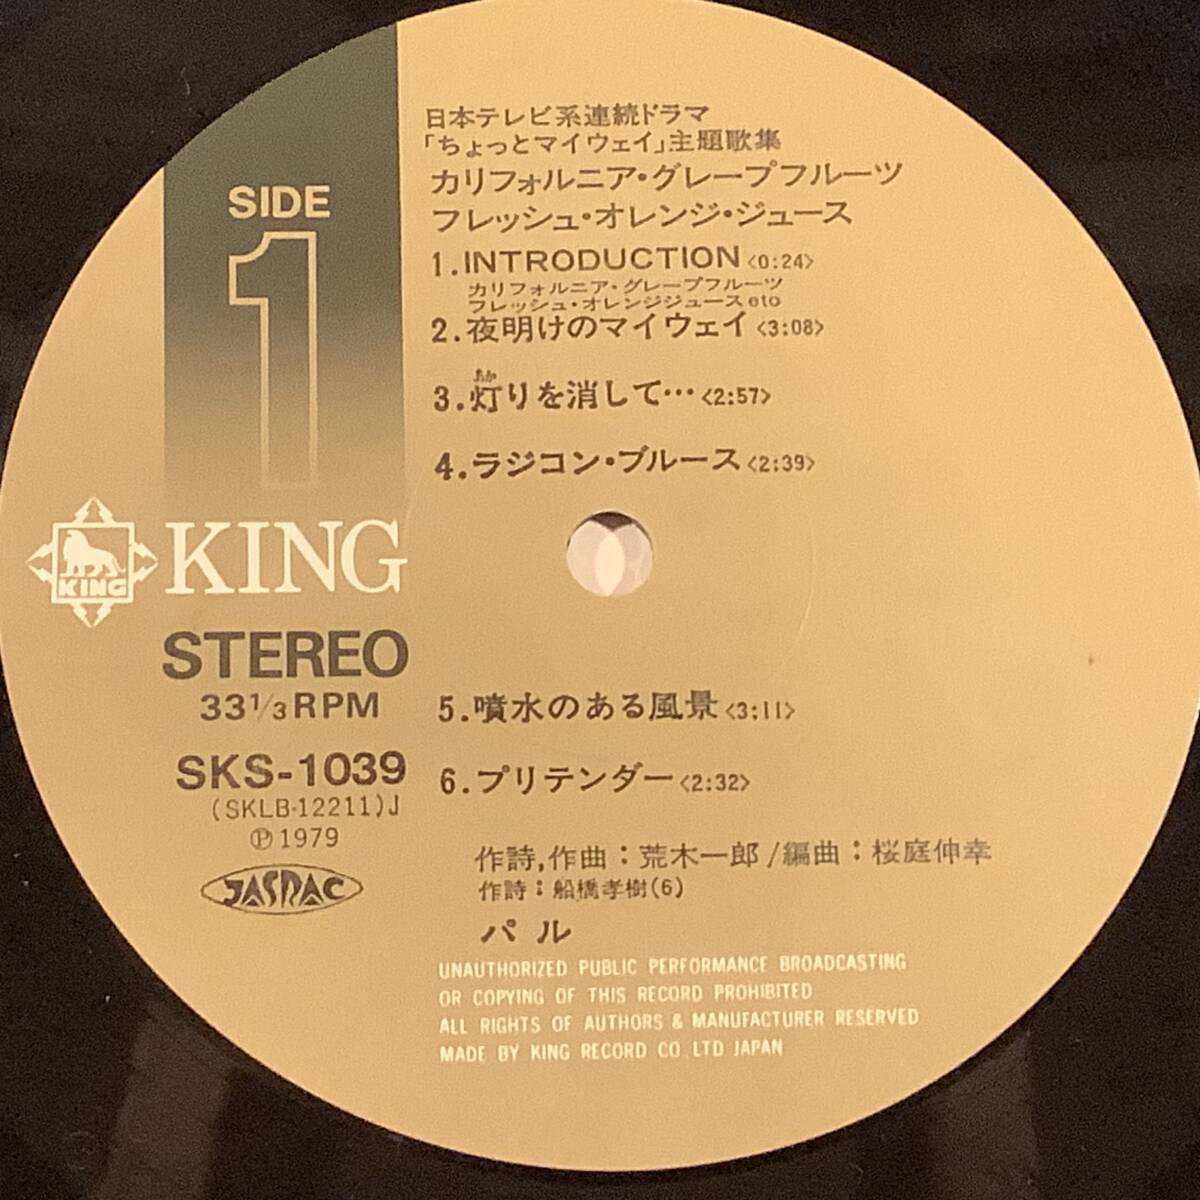 日本テレビ系連続ドラマ
「ちょっとマイウェイ」主題歌集
カリフォルニア・グレープフルーツ
フレッシュ・オレンジ・ジュース
SIDE
1
1.INTRODUCTION<0:24>
カリフォルニア・グレープフルーツ
フレッシュ・オレンジジュースetc
2.夜明けのマイウェイ<3:08>
あか
3.灯りを消して…<2:57>
4.ラジコン・ブルース<2:39>
KING
KING
STEREO
33 1/3 RPM
SKS-1039
(SKLB·12211)J
Ⓟ1979
JASRAC
5.噴水のある風景<3:11>
6.プリテンダー<2:32>
作詩,作曲:荒木一郎/編曲:桜庭伸幸
作詩:船橋孝樹(6)
パル
UNAUTHORIZED PUBLIC PERFORMANCE BROADCASTING
OR COPYING OF THIS RECORD PROHIBITED
ALL RIGHTS OF AUTHORS & MANUFACTURER RESERVED
MADE BY KING RECORD CO.,LTD JAPAN